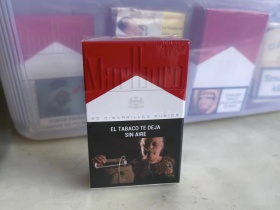 Marlboro
20 CIGARRILLOS RUBIOS
EL TABACO TE DEJA
SIN AIRE